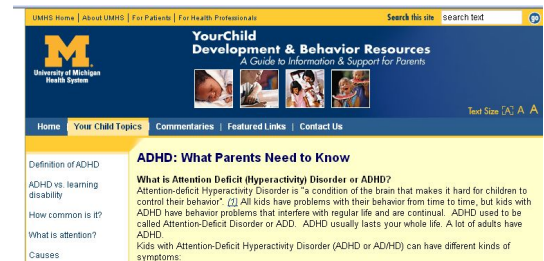 UMHS Home | About UMHS | For Patients | For Health Professionals Search this site search text go
YourChild
Development & Behavior Resources
A Guide to Information & Support for Parents
M
University of Michigan
Health System
Text Size [A] A A
Home Your Child Topics Commentaries | Featured Links | Contact Us
Definition of ADHD
ADHD vs. learning
disability
How common is it?
What is attention?
Causes
ADHD: What Parents Need to Know
What is Attention Deficit (Hyperactivity) Disorder or ADHD?
Attention-deficit Hyperactivity Disorder is "a condition of the brain that makes it hard for children to
control their behavior". [1] All kids have problems with their behavior from time to time, but kids with
ADHD have behavior problems that interfere with regular life and are continual. ADHD used to be
called Attention-Deficit Disorder or ADD. ADHD usually lasts your whole life. A lot of adults have
ADHD.
Kids with Attention-Deficit Hyperactivity Disorder (ADHD or AD/HD) can have different kinds of
symptoms: